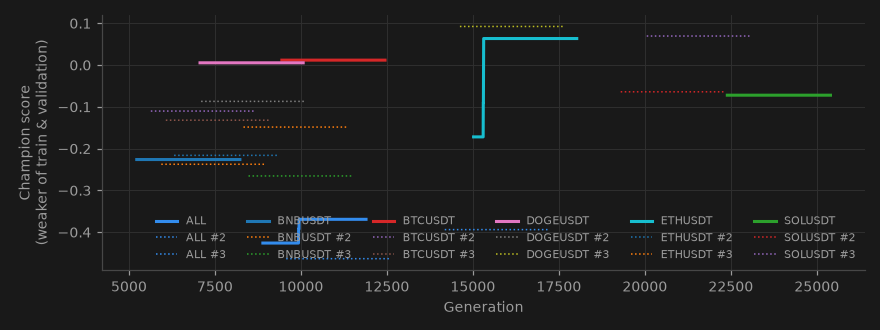 0.1
0.0
−0.1
−0.2
−0.3
−0.4
Champion score
(weaker of train & validation)
ALL BNBUSDT BTCUSDT DOGEUSDT ETHUSDT SOLUSDT
ALL #2 BNBUSDT #2 BTCUSDT #2 DOGEUSDT #2 ETHUSDT #2 SOLUSDT #2
ALL #3 BNBUSDT #3 BTCUSDT #3 DOGEUSDT #3 ETHUSDT #3 SOLUSDT #3
5000 7500 10000 12500 15000 17500 20000 22500 25000
Generation